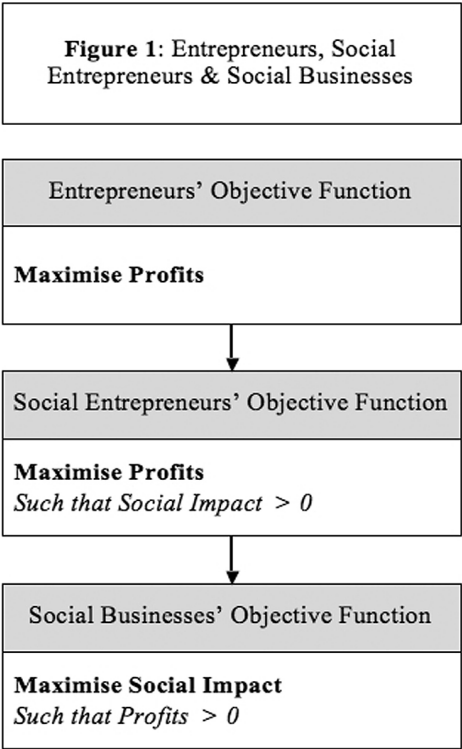 Figure 1: Entrepreneurs, Social
Entrepreneurs & Social Businesses
Entrepreneurs’ Objective Function
Maximise Profits
Social Entrepreneurs’ Objective Function
Maximise Profits
Such that Social Impact > 0
Social Businesses’ Objective Function
Maximise Social Impact
Such that Profits > 0